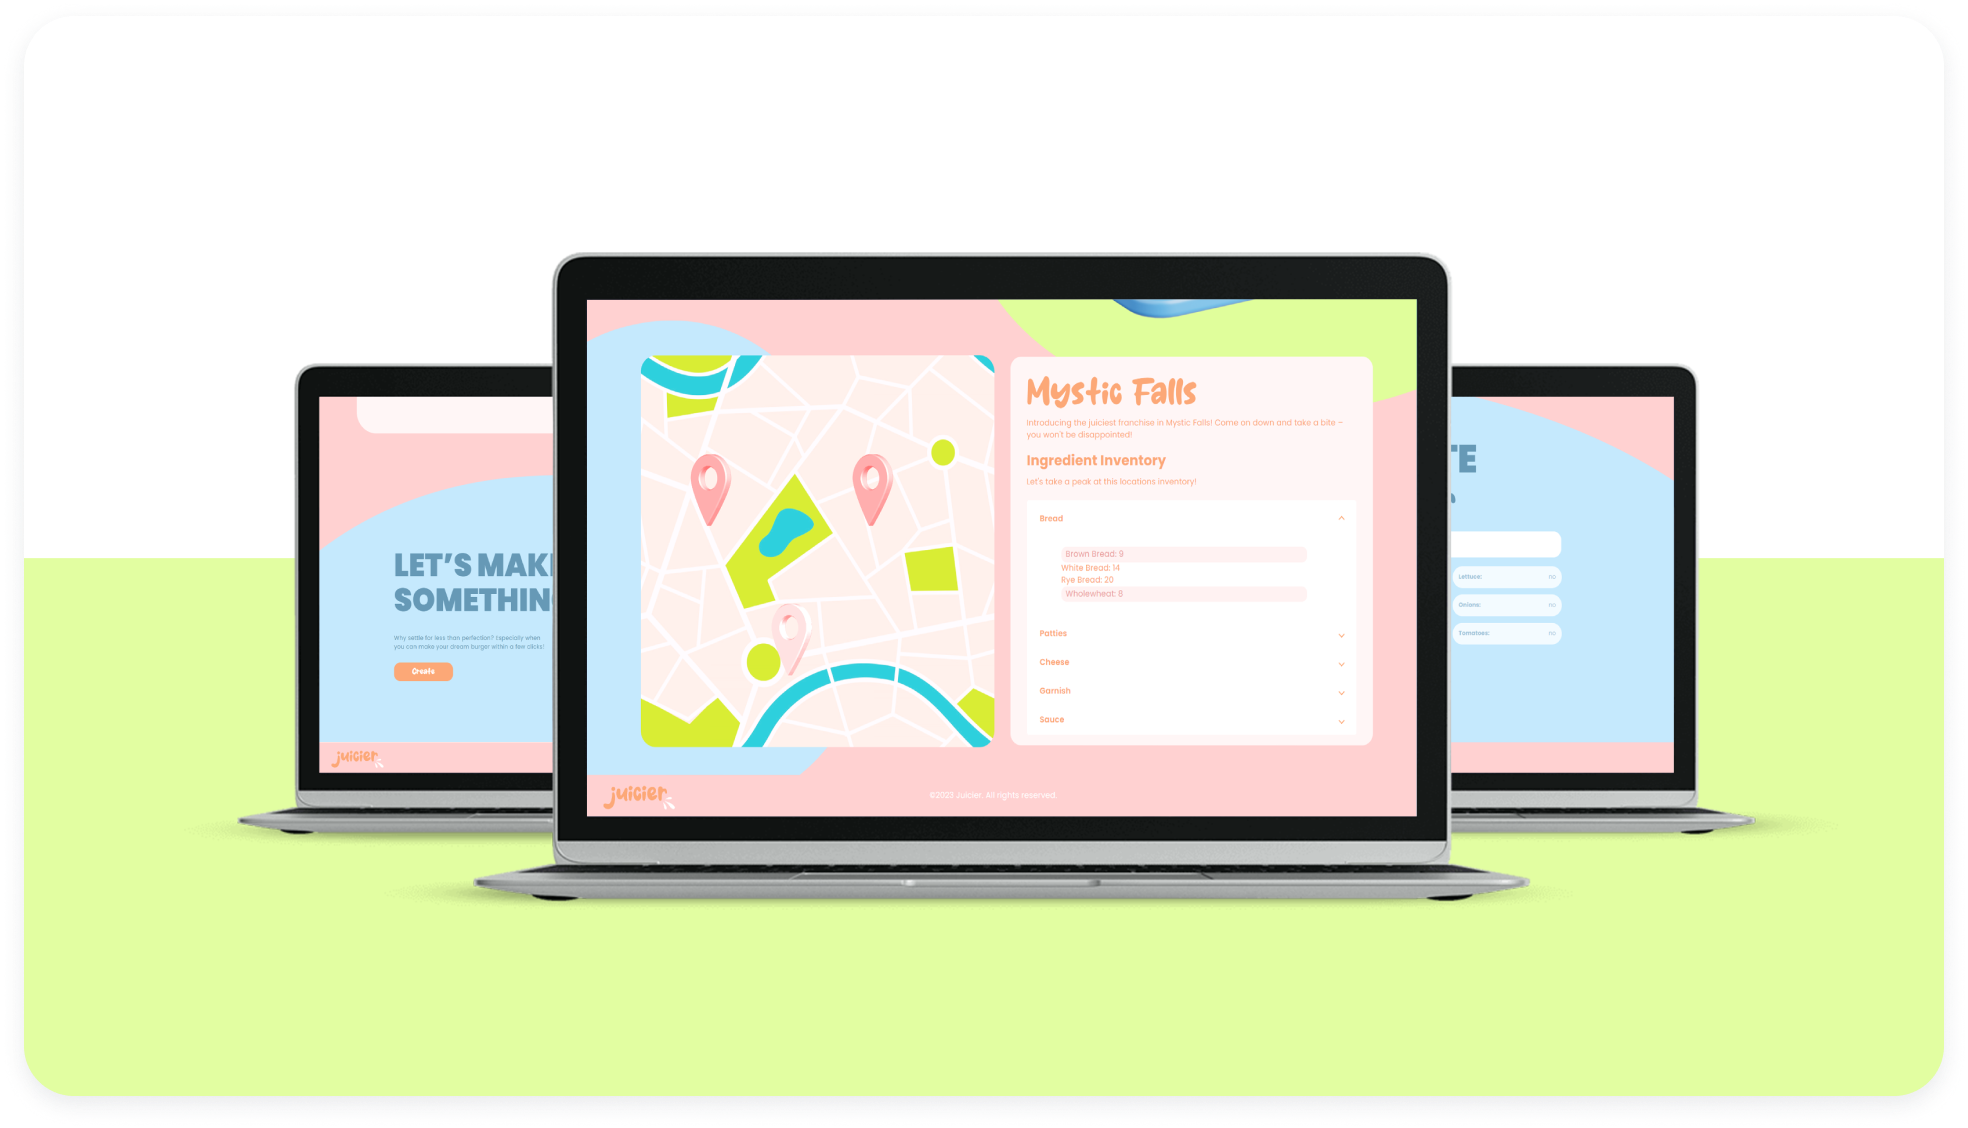 LET'S MAK
SOMETHIN
Why settle for less than perfection? Especially when
you can make your dream burger within a few clicks!
Create
juicier
Mystic Falls
Introducing the juiciest franchise in Mystic Falls! Come on down and take a bite –
you won't be disappointed!
Ingredient Inventory
Let's take a peak at this locations inventory!
Bread
Brown Bread: 9
White Bread: 14
Rye Bread: 20
Wholewheat: 8
Patties
Cheese
Garnish
Sauce
juicier
©2023 Juicier. All rights reserved.
TE
Lettuce: no
Onions: no
Tomatoes: no